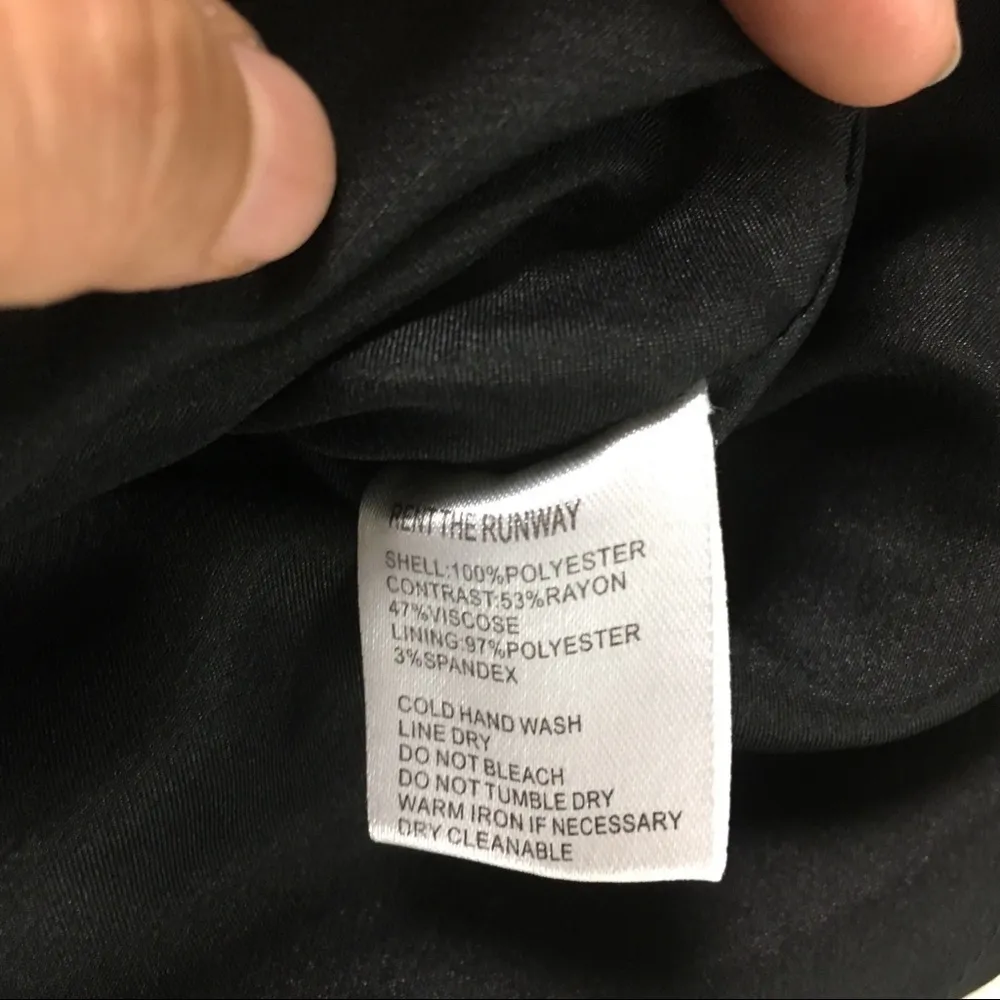 RENT THE RUNWAY
SHELL:100%POLYESTER
CONTRAST:53%RAYON
47%VISCOSE
LINING:97%POLYESTER
3%SPANDEX
COLD HAND WASH
LINE DRY
DO NOT BLEACH
DO NOT TUMBLE DRY
WARM IRON IF NECESSARY
DRY CLEANABLE